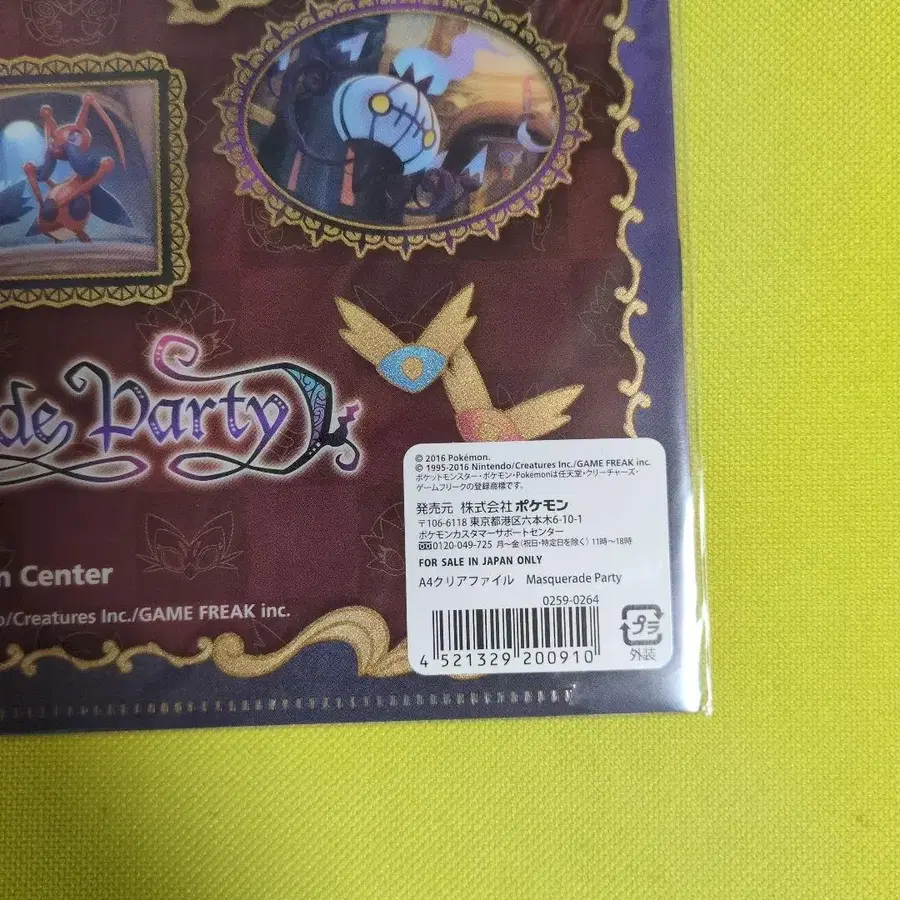 de Party
© 2016 Pokémon.
© 1995-2016 Nintendo/Creatures Inc./GAME FREAK inc.
ポケットモンスター・ポケモン・Pokémonは任天堂・クリーチャーズ・
ゲームフリークの登録商標です。
発売元 株式会社ポケモン
〒106-6118 東京都港区六本木6-10-1
ポケモンカスタマーサポートセンター
0120-049-725 月～金(祝日・特定日を除く) 11時～18時
FOR SALE IN JAPAN ONLY
A4クリアファイル Masquerade Party
0259-0264
4 521329 200910
プラ
外装
n Center
o/Creatures Inc./GAME FREAK inc.